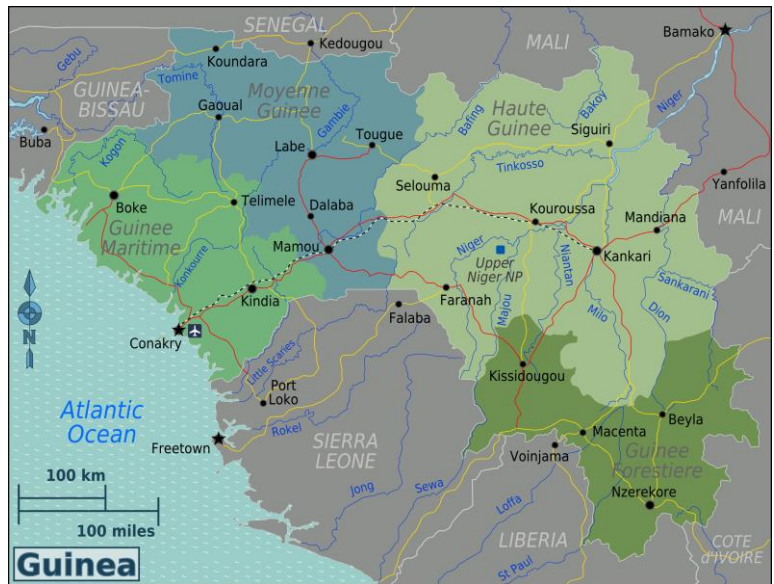 SENEGAL
Kedougou
Koundara
MALI
Bamako
Gebu
GUINEA-
BISSAU
Tomine
Moyenne
Guinee
Gaoual
Gambie
Bafing
Haute
Guinee
Bakoy
Niger
Buba
Kogon
Labe
Tougue
Siguiri
Tinkosso
Selouma
Yanfolila
Boke
Telimele
Dalaba
Kouroussa
Mandiana
MALI
Guinee
Maritime
Mamou
Niger
Upper
Niger NP
Niantan
Kankari
Konkourre
Kindia
Faranah
Majou
Sankarani
Falaba
Milo
Dion
Conakry
N
Little Scaries
Kissidougou
Port
Loko
Atlantic
Ocean
Rokel
Beyla
Freetown
SIERRA
LEONE
Macenta
Voinjama
Guinee
Forestiere
100 km
Jong
Sewa
Loffa
Nzerekore
100 miles
LIBERIA
COTE
d'IVOIRE
Guinea
St Paul